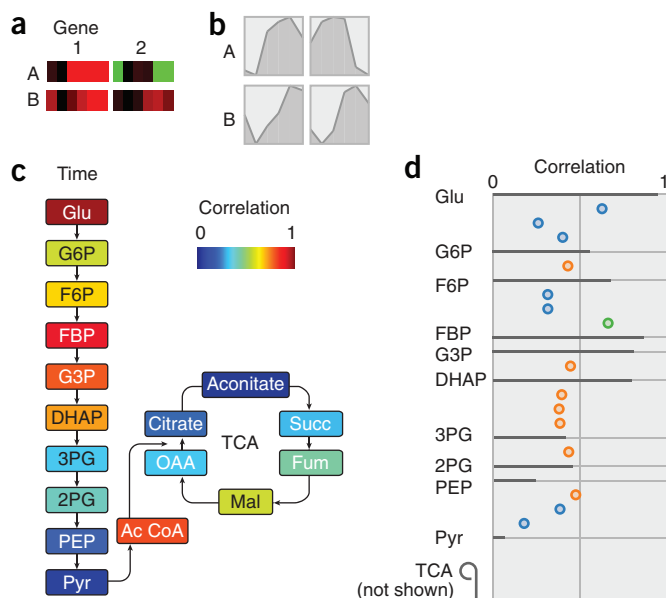 a
Gene
1 2
A
B
b
A
B
c
Time
Glu
G6P
F6P
FBP
G3P
DHAP
3PG
2PG
PEP
Pyr
Correlation
0 1
Aconitate
Citrate
Succ
TCA
OAA
Fum
Mal
Ac CoA
d
Correlation
0 1
Glu
G6P
F6P
FBP
G3P
DHAP
3PG
2PG
PEP
Pyr
TCA
(not shown)